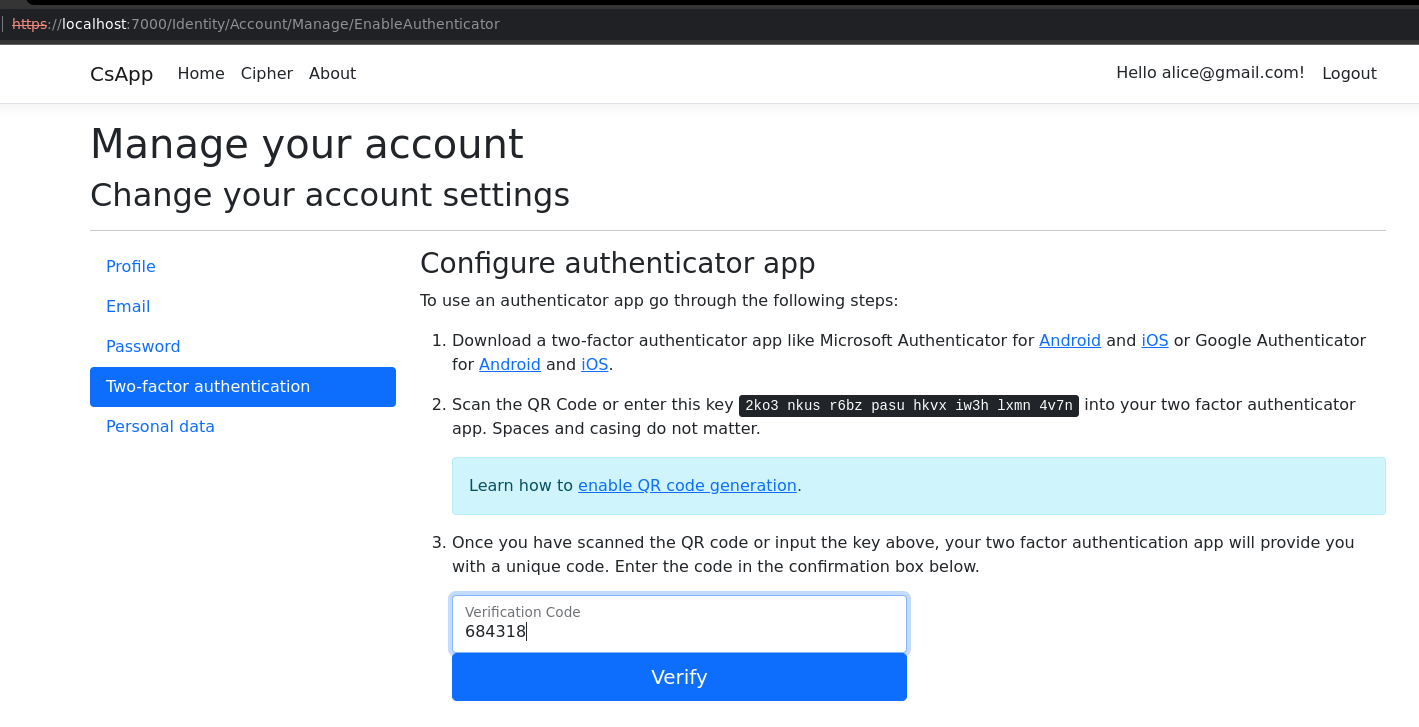 https://localhost:7000/Identity/Account/Manage/EnableAuthenticator
CsApp Home Cipher About Hello alice@gmail.com! Logout
Manage your account
Change your account settings
Profile
Email
Password
Two-factor authentication
Personal data
Configure authenticator app
To use an authenticator app go through the following steps:
1. Download a two-factor authenticator app like Microsoft Authenticator for Android and iOS or Google Authenticator
for Android and iOS.
2. Scan the QR Code or enter this key 2ko3 nkus r6bz pasu hkvx iw3h lxmn 4v7n into your two factor authenticator
app. Spaces and casing do not matter.
Learn how to enable QR code generation.
3. Once you have scanned the QR code or input the key above, your two factor authentication app will provide you
with a unique code. Enter the code in the confirmation box below.
Verification Code
684318
Verify